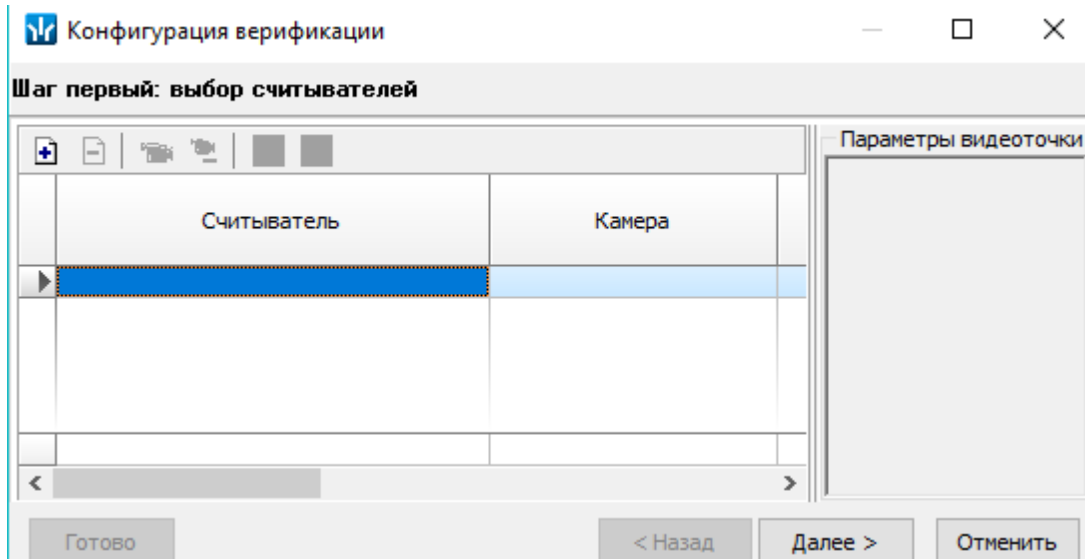 Конфигурация верификации
Шаг первый: выбор считывателей
Параметры видеоточки
Считыватель Камера
Готово < Назад Далее > Отменить